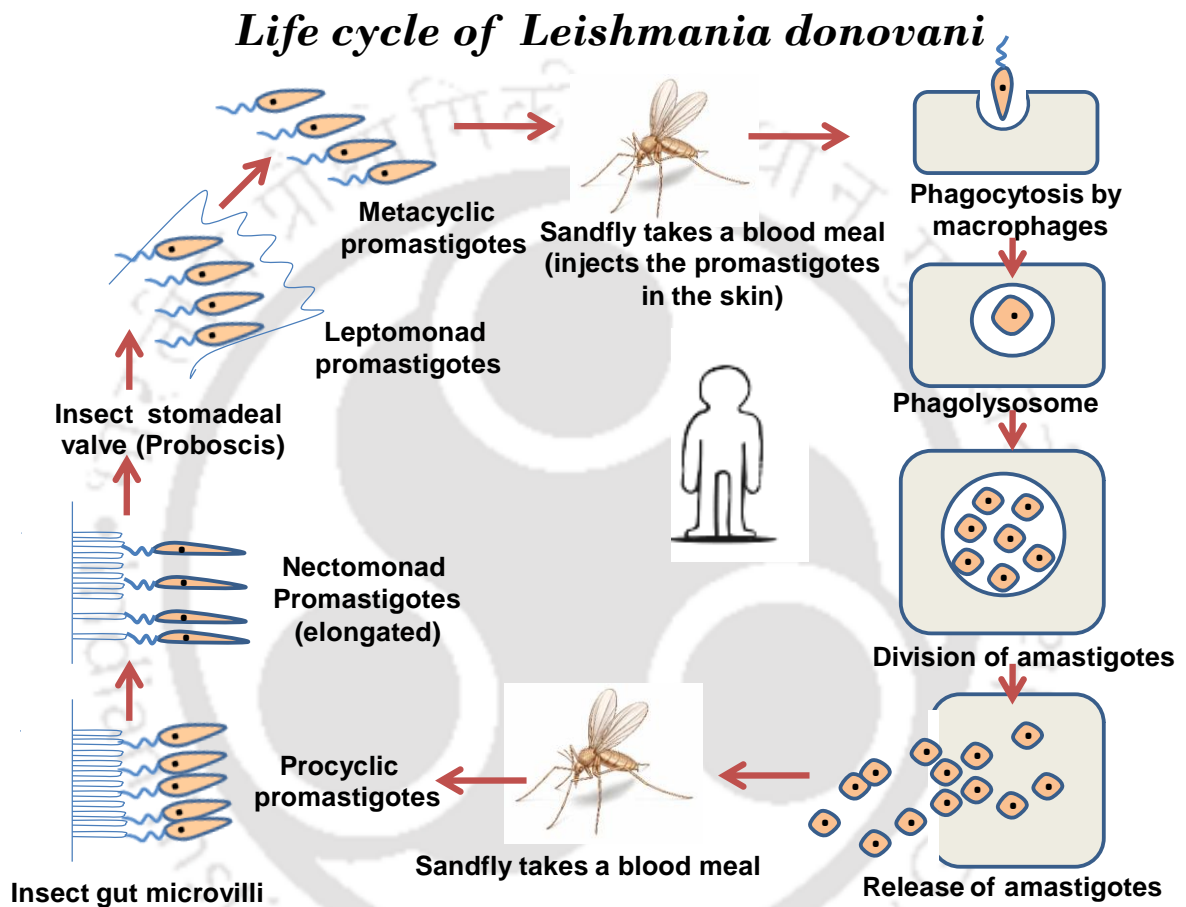 Life cycle of Leishmania donovani
Metacyclic
promastigotes
Sandfly takes a blood meal
(injects the promastigotes
in the skin)
Phagocytosis by
macrophages
Leptomonad
promastigotes
Phagolysosome
Insect stomadeal
valve (Proboscis)
Nectomonad
Promastigotes
(elongated)
Division of amastigotes
Procyclic
promastigotes
Sandfly takes a blood meal
Insect gut microvilli
Release of amastigotes